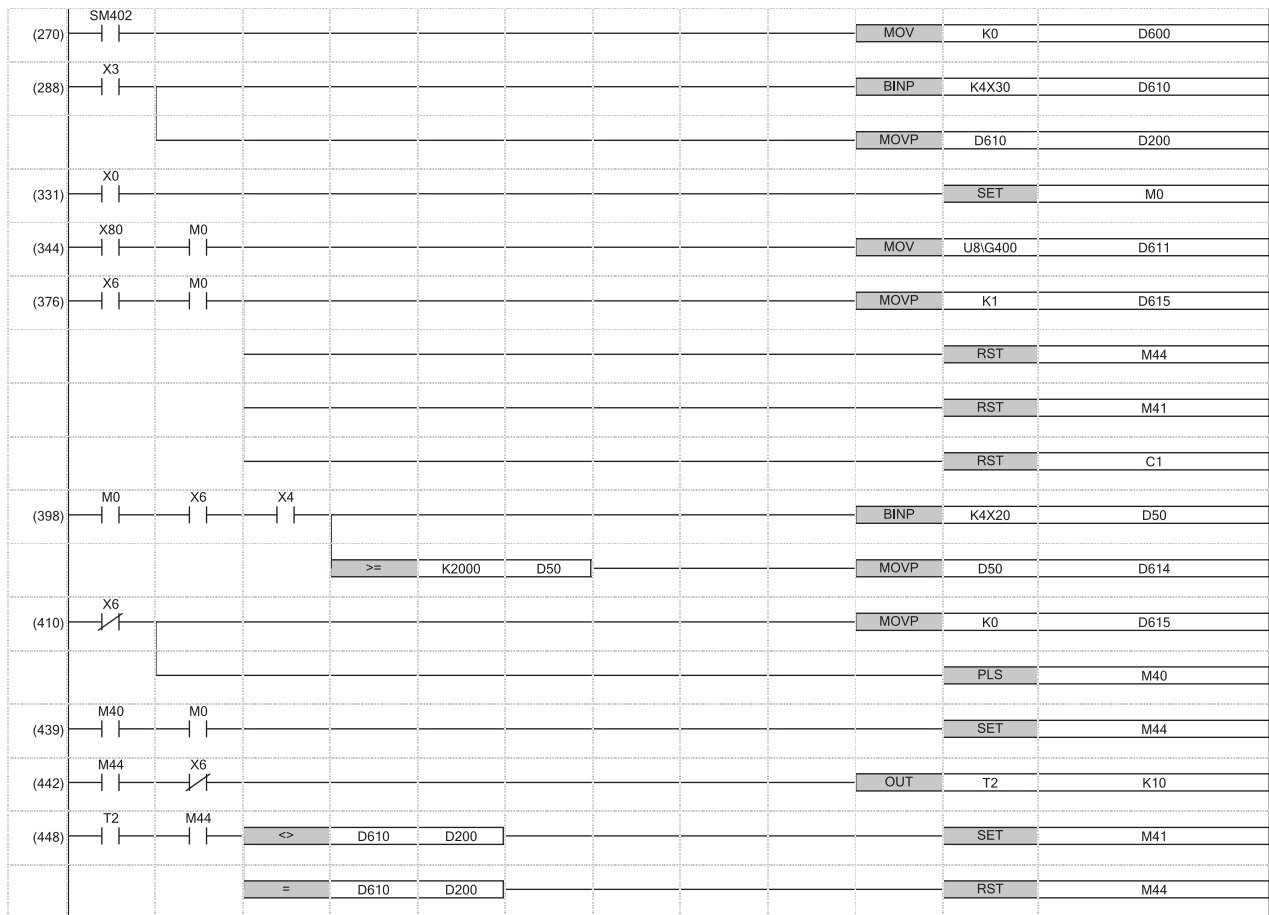 SM402
(270) MOV K0 D600
X3
(288) BINP K4X30 D610
MOVP D610 D200
X0
(331) SET M0
X80 M0
(344) MOV U8\G400 D611
X6 M0
(376) MOVP K1 D615
RST M44
RST M41
RST C1
M0 X6 X4
(398) BINP K4X20 D50
>= K2000 D50 MOVP D50 D614
X6
(410) MOVP K0 D615
PLS M40
M40 M0
(439) SET M44
M44 X6
(442) OUT T2 K10
T2 M44
(448) <> D610 D200 SET M41
= D610 D200 RST M44